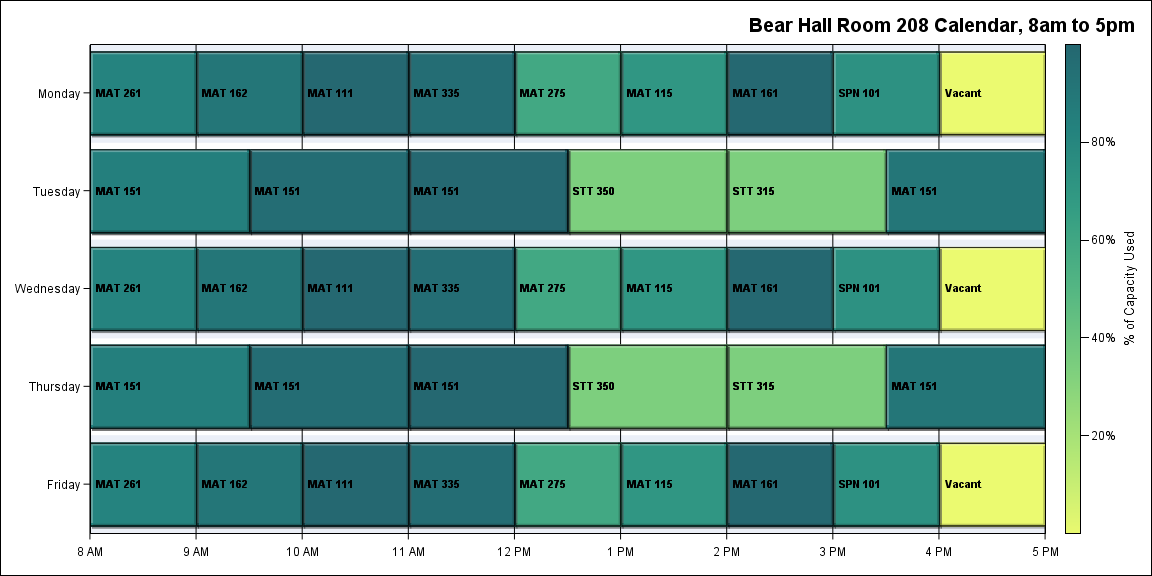 Bear Hall Room 208 Calendar, 8am to 5pm
Monday
MAT 261 MAT 162 MAT 111 MAT 335 MAT 275 MAT 115 MAT 161 SPN 101 Vacant
Tuesday
MAT 151 MAT 151 MAT 151 STT 350 STT 315 MAT 151
Wednesday
MAT 261 MAT 162 MAT 111 MAT 335 MAT 275 MAT 115 MAT 161 SPN 101 Vacant
Thursday
MAT 151 MAT 151 MAT 151 STT 350 STT 315 MAT 151
Friday
MAT 261 MAT 162 MAT 111 MAT 335 MAT 275 MAT 115 MAT 161 SPN 101 Vacant
8 AM 9 AM 10 AM 11 AM 12 PM 1 PM 2 PM 3 PM 4 PM 5 PM
80%
60%
40%
20%
% of Capacity Used